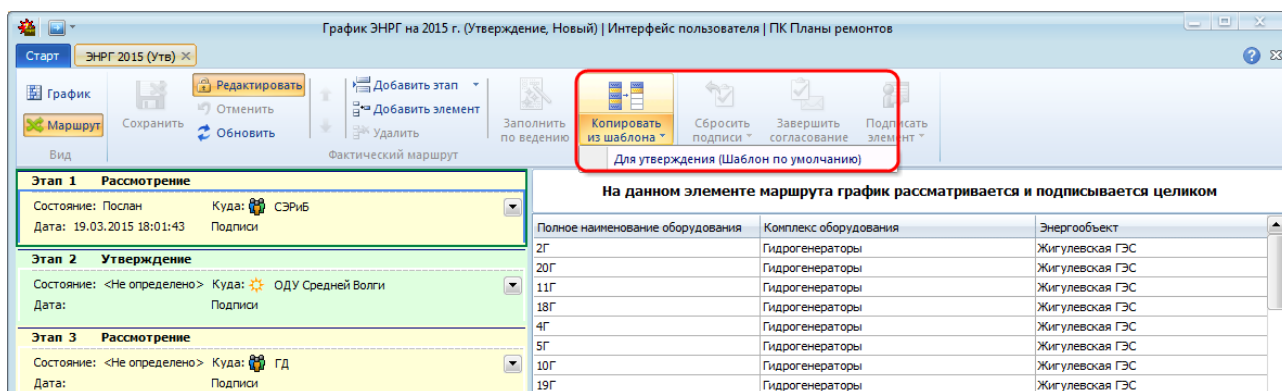 График ЭНРГ на 2015 г. (Утверждение, Новый) | Интерфейс пользователя | ПК Планы ремонтов
Старт ЭНРГ 2015 (Утв)
График
Маршрут
Вид
Сохранить
Редактировать
Отменить
Обновить
Добавить этап
Добавить элемент
Удалить
Фактический маршрут
Заполнить по ведению
Копировать из шаблона
Сбросить подписи
Завершить согласование
Подписать элемент
Для утверждения (Шаблон по умолчанию)
Этап 1 Рассмотрение
Состояние: Послан Куда: СЭРиБ
Дата: 19.03.2015 18:01:43 Подписи
Этап 2 Утверждение
Состояние: <Не определено> Куда: ОДУ Средней Волги
Дата: Подписи
Этап 3 Рассмотрение
Состояние: <Не определено> Куда: ГД
Дата: Подписи
На данном элементе маршрута график рассматривается и подписывается целиком
Полное наименование оборудования Комплекс оборудования Энергообъект
2Г Гидрогенераторы Жигулевская ГЭС
20Г Гидрогенераторы Жигулевская ГЭС
11Г Гидрогенераторы Жигулевская ГЭС
18Г Гидрогенераторы Жигулевская ГЭС
4Г Гидрогенераторы Жигулевская ГЭС
5Г Гидрогенераторы Жигулевская ГЭС
10Г Гидрогенераторы Жигулевская ГЭС
19Г Гидрогенераторы Жигулевская ГЭС